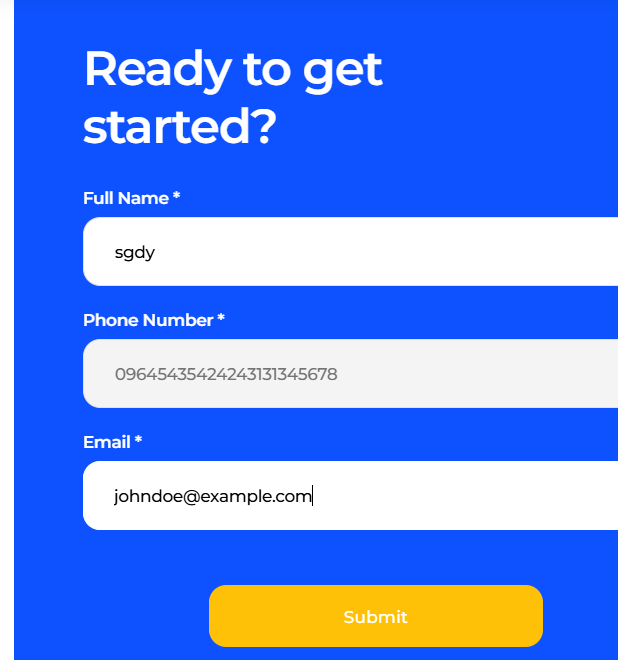 Ready to get
started?
Full Name *
sgdy
Phone Number *
09645435424243131345678
Email *
johndoe@example.com
Submit